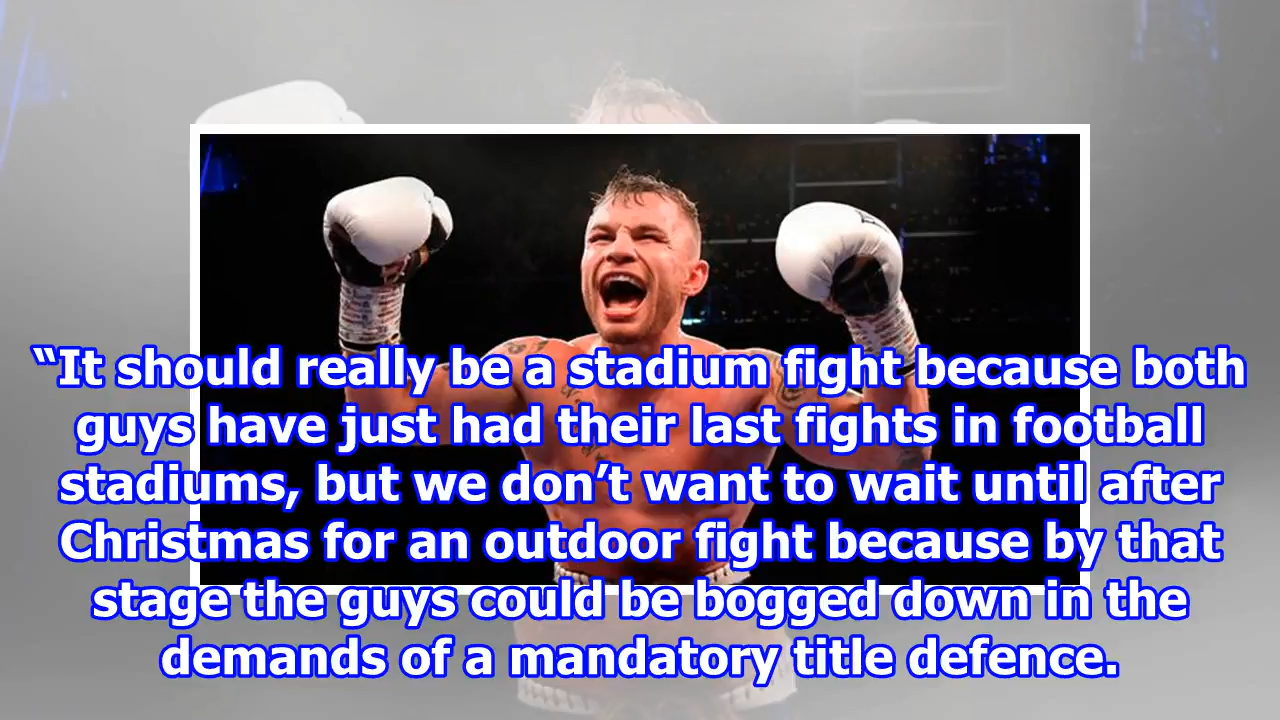 “It should really be a stadium fight because both
guys have just had their last fights in football
stadiums, but we don’t want to wait until after
Christmas for an outdoor fight because by that
stage the guys could be bogged down in the
demands of a mandatory title defence.